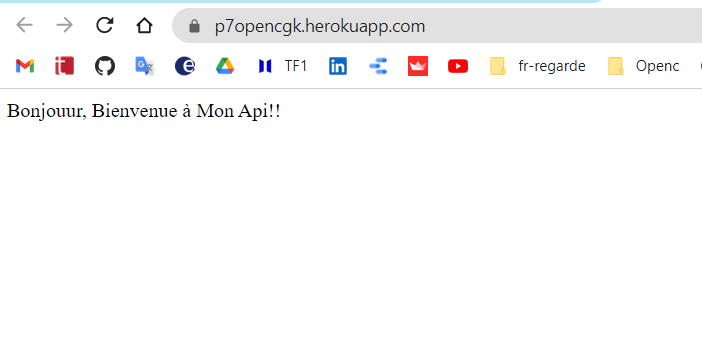 p7opencgk.herokuapp.com
TF1 fr-regarde Openc
Bonjouur, Bienvenue à Mon Api!!